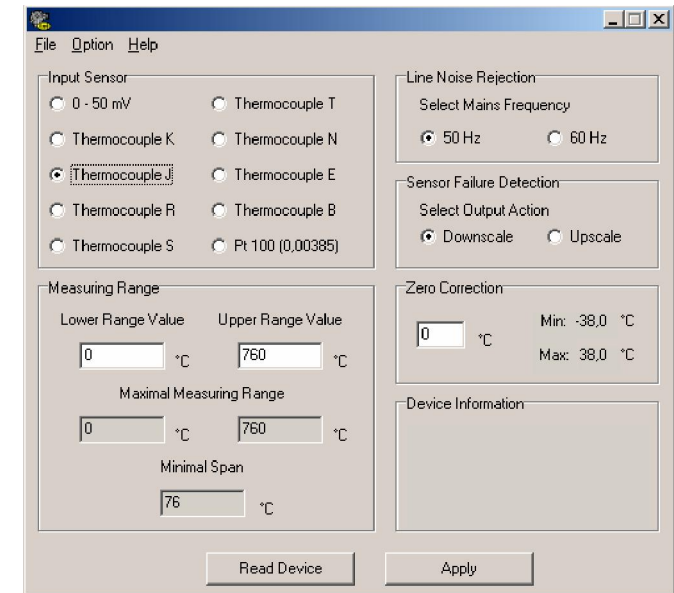 File Option Help
Input Sensor
0 - 50 mV Thermocouple T
Thermocouple K Thermocouple N
Thermocouple J Thermocouple E
Thermocouple R Thermocouple B
Thermocouple S Pt 100 (0,00385)
Line Noise Rejection
Select Mains Frequency
50 Hz 60 Hz
Sensor Failure Detection
Select Output Action
Downscale Upscale
Measuring Range
Lower Range Value Upper Range Value
0 °C 760 °C
Maximal Measuring Range
0 °C 760 °C
Minimal Span
76 °C
Zero Correction
0 °C
Min: -38,0 °C
Max: 38,0 °C
Device Information
Read Device Apply